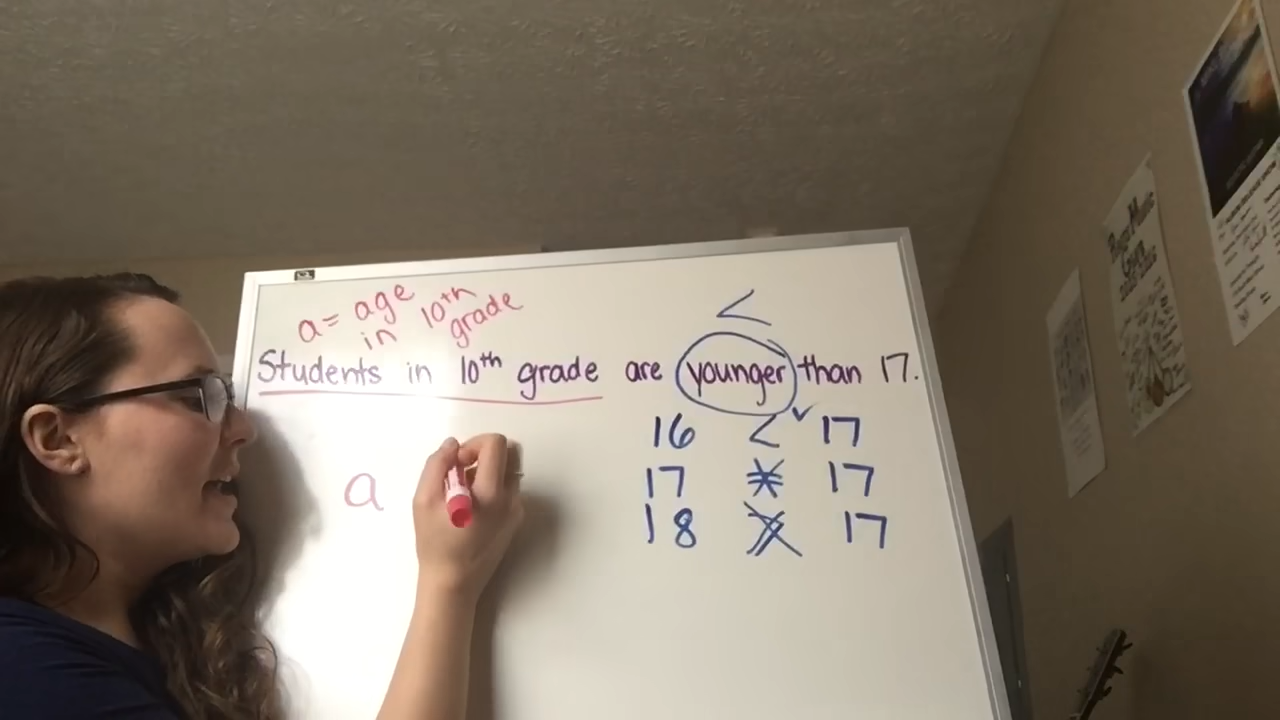 a = age in 10th grade
<
Students in 10th grade are younger than 17.
16 < 17
17 17
18 17
a